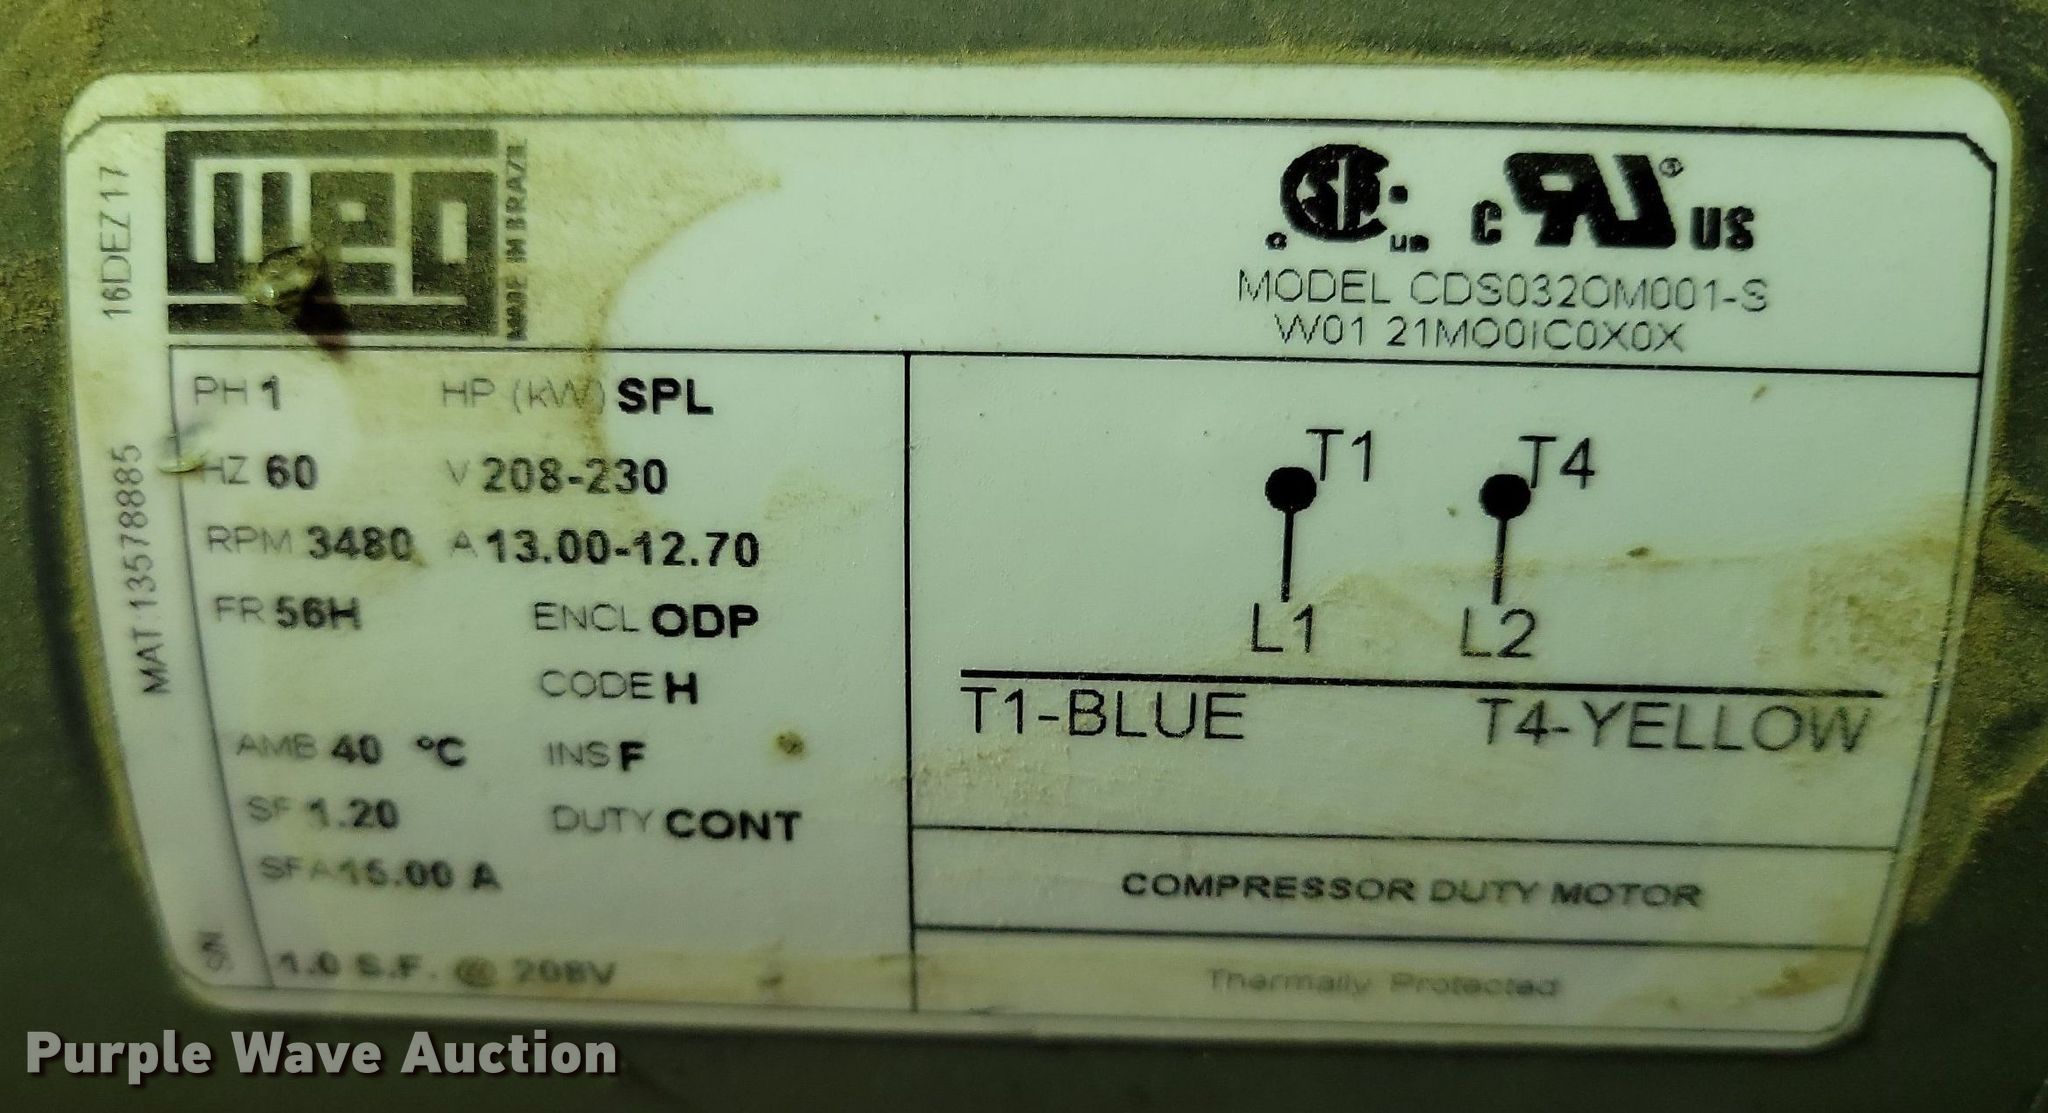 16DEZ17
MAT:13578885
weg
MADE IN BRAZIL
c us
c us
MODEL CDS032OM001-S
W01 21MO0IC0X0X
PH 1 HP (kW) SPL
HZ 60 V 208-230
RPM 3480 A 13.00-12.70
FR 56H ENCL ODP
CODE H
AMB 40 °C INS F
SF 1.20 DUTY CONT
SFA 15.00 A
1.0 S.F. @ 208V
T1 T4
L1 L2
T1-BLUE T4-YELLOW
COMPRESSOR DUTY MOTOR
Thermally Protected
Purple Wave Auction